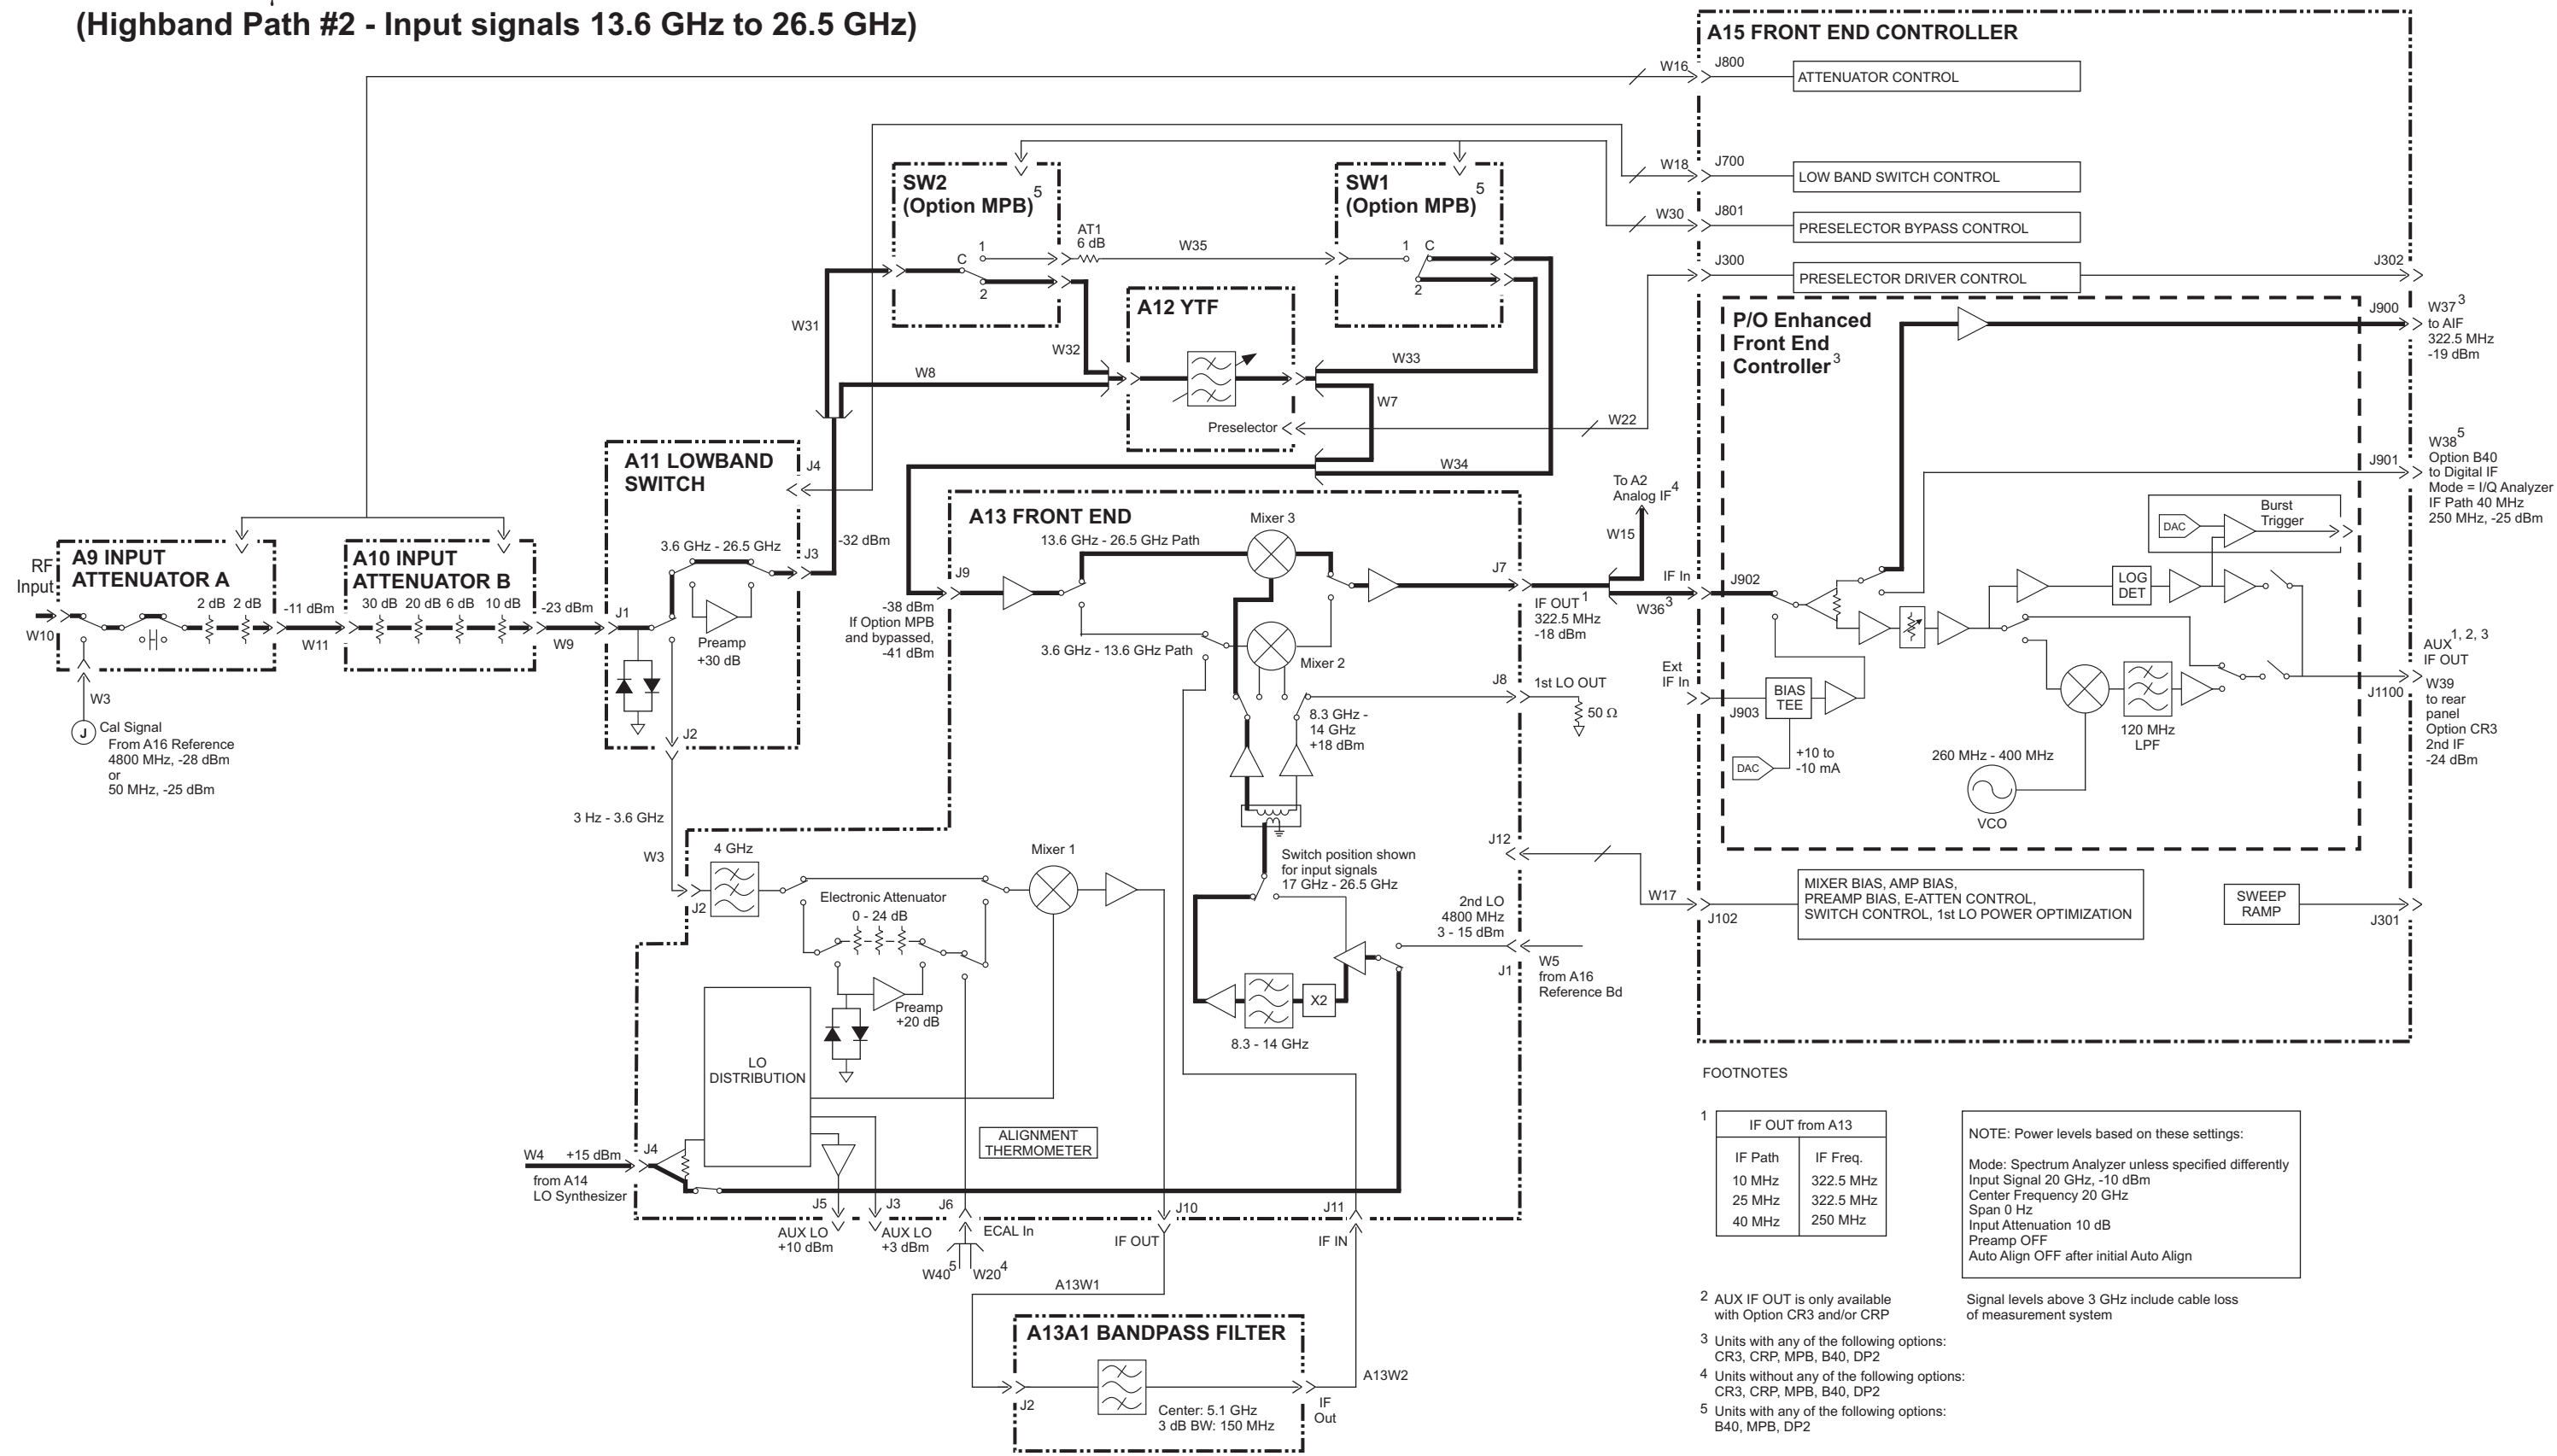 (Highband Path #2 - Input signals 13.6 GHz to 26.5 GHz)
A15 FRONT END CONTROLLER
W16
J800
ATTENUATOR CONTROL
W18
J700
LOW BAND SWITCH CONTROL
W30
J801
PRESELECTOR BYPASS CONTROL
J300
PRESELECTOR DRIVER CONTROL
J302
SW2
(Option MPB) 5
C
1
2
AT1
6 dB
W35
SW1
(Option MPB)
5
1
C
2
A12 YTF
Preselector
W31
W32
W8
W33
W7
W22
W34
P/O Enhanced
Front End
Controller 3
J900
W37 3
to AIF
322.5 MHz
-19 dBm
J901
W38 5
Option B40
to Digital IF
Mode = I/Q Analyzer
IF Path 40 MHz
250 MHz, -25 dBm
DAC
Burst
Trigger
LOG
DET
AUX 1, 2, 3
IF OUT
J1100
W39
to rear
panel
Option CR3
2nd IF
-24 dBm
120 MHz
LPF
260 MHz - 400 MHz
VCO
IF In
J902
Ext
IF In
J903
BIAS
TEE
DAC
+10 to
-10 mA
RF
Input
W10
A9 INPUT
ATTENUATOR A
2 dB 2 dB
-11 dBm
W11
W3
J
Cal Signal
From A16 Reference
4800 MHz, -28 dBm
or
50 MHz, -25 dBm
A10 INPUT
ATTENUATOR B
30 dB 20 dB 6 dB 10 dB
-23 dBm
W9
A11 LOWBAND
SWITCH
J4
3.6 GHz - 26.5 GHz
J3
-32 dBm
J1
Preamp
+30 dB
J2
3 Hz - 3.6 GHz
W3
A13 FRONT END
J9
-38 dBm
If Option MPB
and bypassed,
-41 dBm
13.6 GHz - 26.5 GHz Path
Mixer 3
3.6 GHz - 13.6 GHz Path
Mixer 2
J7
IF OUT 1
322.5 MHz
-18 dBm
To A2
Analog IF 4
W15
W36 3
J8
1st LO OUT
50 Ω
8.3 GHz -
14 GHz
+18 dBm
J12
Switch position shown
for input signals
17 GHz - 26.5 GHz
2nd LO
4800 MHz
3 - 15 dBm
J1
W5
from A16
Reference Bd
X2
8.3 - 14 GHz
W17
J102
MIXER BIAS, AMP BIAS,
PREAMP BIAS, E-ATTEN CONTROL,
SWITCH CONTROL, 1st LO POWER OPTIMIZATION
SWEEP
RAMP
J301
J2
4 GHz
Electronic Attenuator
0 - 24 dB
Mixer 1
Preamp
+20 dB
LO
DISTRIBUTION
ALIGNMENT
THERMOMETER
W4 +15 dBm
from A14
LO Synthesizer
J4
J5
AUX LO
+10 dBm
J3
AUX LO
+3 dBm
J6
ECAL In
W40 5
W20 4
J10
IF OUT
J11
IF IN
A13W1
A13A1 BANDPASS FILTER
J2
Center: 5.1 GHz
3 dB BW: 150 MHz
IF
Out
A13W2
FOOTNOTES
1
IF OUT from A13
IF Path IF Freq.
10 MHz 322.5 MHz
25 MHz 322.5 MHz
40 MHz 250 MHz
NOTE: Power levels based on these settings:
Mode: Spectrum Analyzer unless specified differently
Input Signal 20 GHz, -10 dBm
Center Frequency 20 GHz
Span 0 Hz
Input Attenuation 10 dB
Preamp OFF
Auto Align OFF after initial Auto Align
2 AUX IF OUT is only available
with Option CR3 and/or CRP
Signal levels above 3 GHz include cable loss
of measurement system
3 Units with any of the following options:
CR3, CRP, MPB, B40, DP2
4 Units without any of the following options:
CR3, CRP, MPB, B40, DP2
5 Units with any of the following options:
B40, MPB, DP2